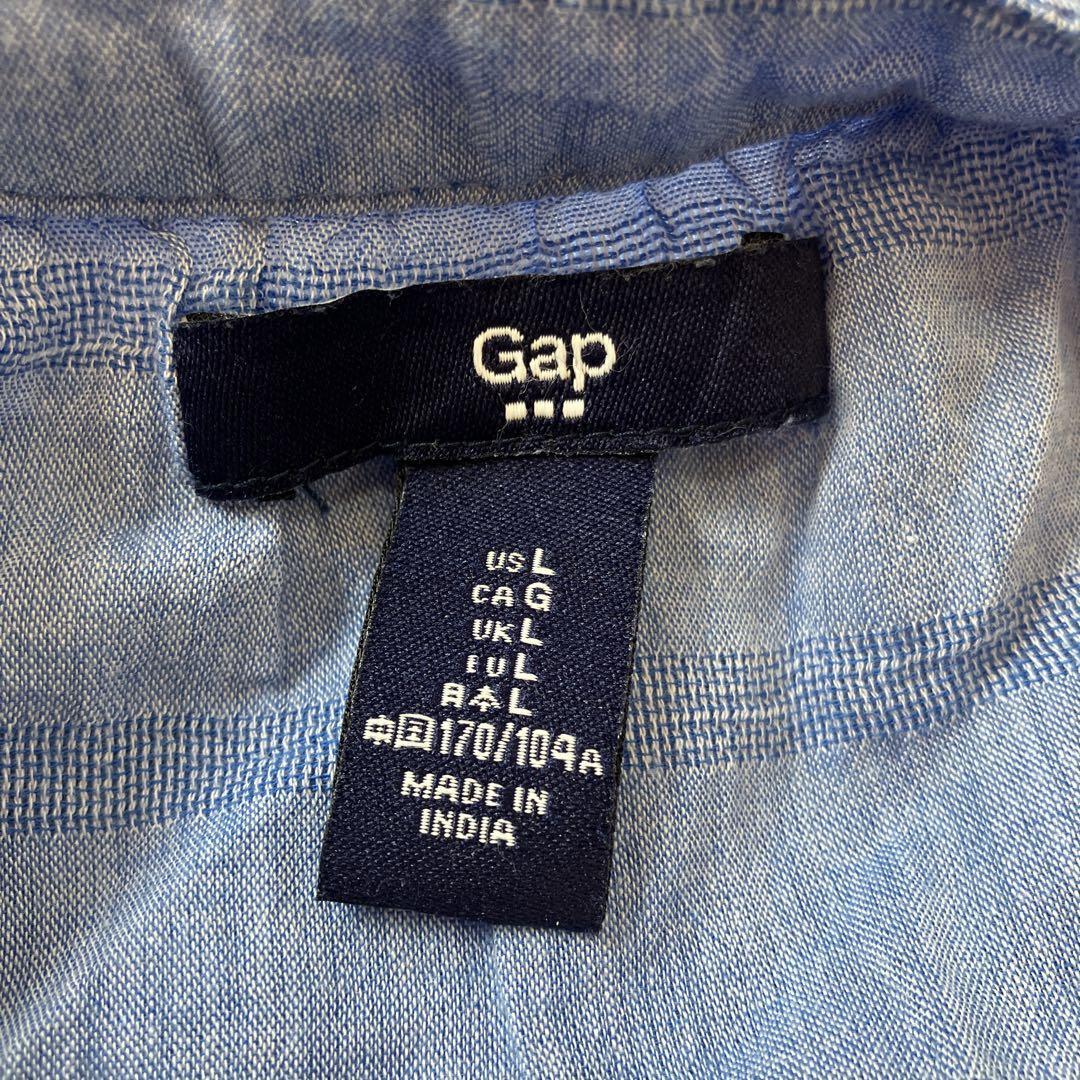 Gap
US L
CA G
UK L
EU L
日本 L
中国 170/104A
MADE IN
INDIA